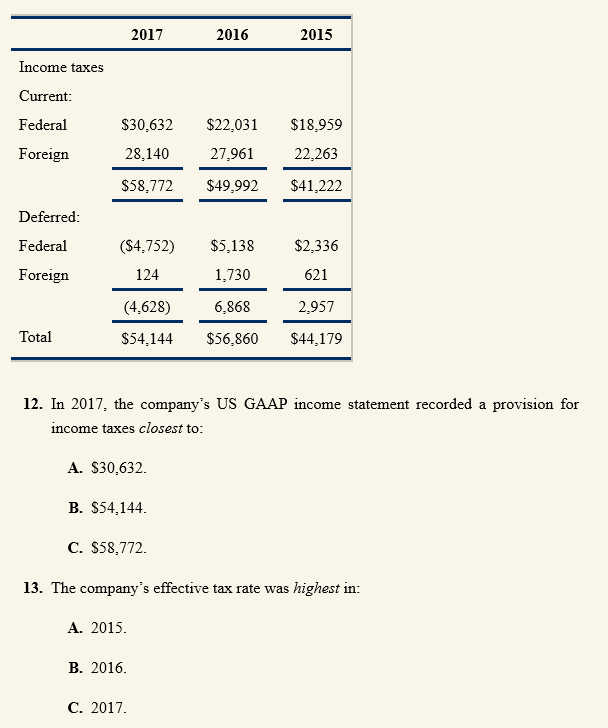 2017 2016 2015
Income taxes
Current:
Federal $30,632 $22,031 $18,959
Foreign 28,140 27,961 22,263
$58,772 $49,992 $41,222
Deferred:
Federal ($4,752) $5,138 $2,336
Foreign 124 1,730 621
(4,628) 6,868 2,957
Total $54,144 $56,860 $44,179
12. In 2017, the company’s US GAAP income statement recorded a provision for
income taxes closest to:
A. $30,632.
B. $54,144.
C. $58,772.
13. The company’s effective tax rate was highest in:
A. 2015.
B. 2016.
C. 2017.